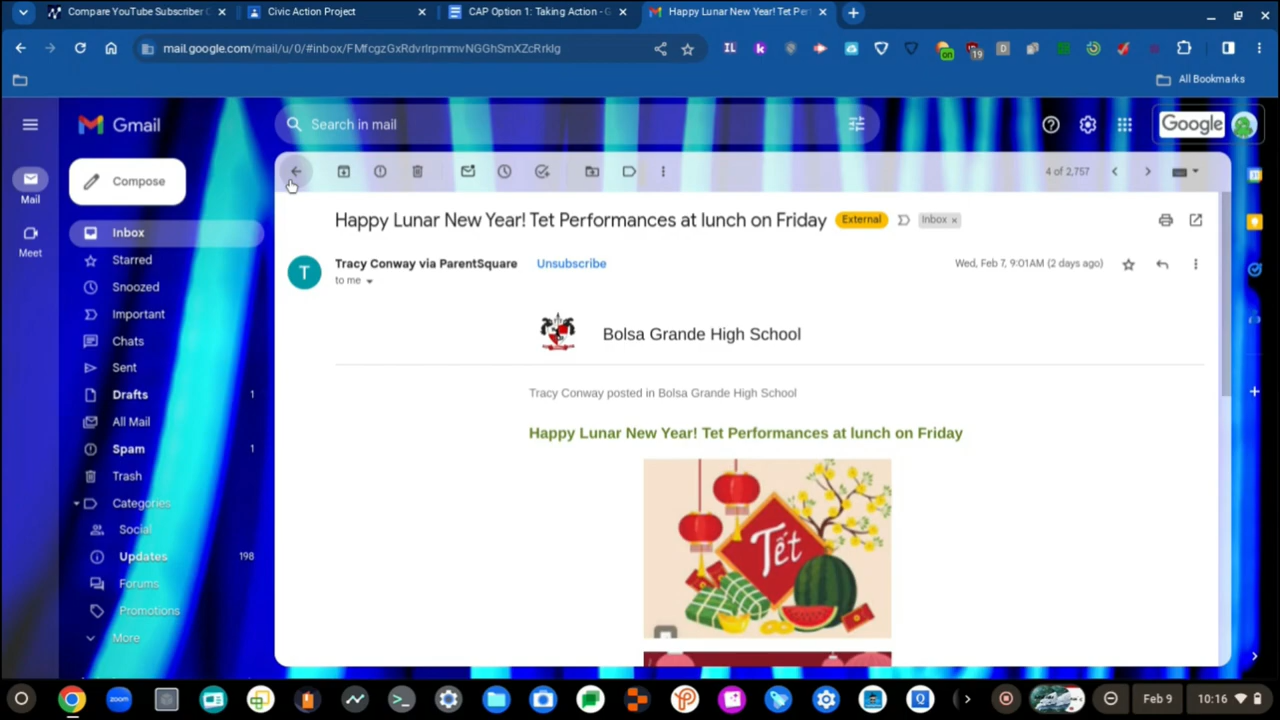 Compare YouTube Subscriber C
Civic Action Project
CAP Option 1: Taking Action - G
Happy Lunar New Year! Tet Per
mail.google.com/mail/u/0/#inbox/FMfcgzGxRdvrlrpmmvNGGhSmXZcRrklg
IL
k
on
19
D
All Bookmarks
Gmail
Search in mail
Google
Mail
Compose
4 of 2,757
Meet
Inbox
Starred
Snoozed
Important
Chats
Sent
Drafts 1
All Mail
Spam 1
Trash
Categories
Social
Updates 198
Forums
Promotions
More
Happy Lunar New Year! Tet Performances at lunch on Friday External Inbox x
T
Tracy Conway via ParentSquare Unsubscribe Wed, Feb 7, 9:01AM (2 days ago)
to me
Bolsa Grande High School
Tracy Conway posted in Bolsa Grande High School
Happy Lunar New Year! Tet Performances at lunch on Friday
Tết
zoom
Q
Feb 9
10:16